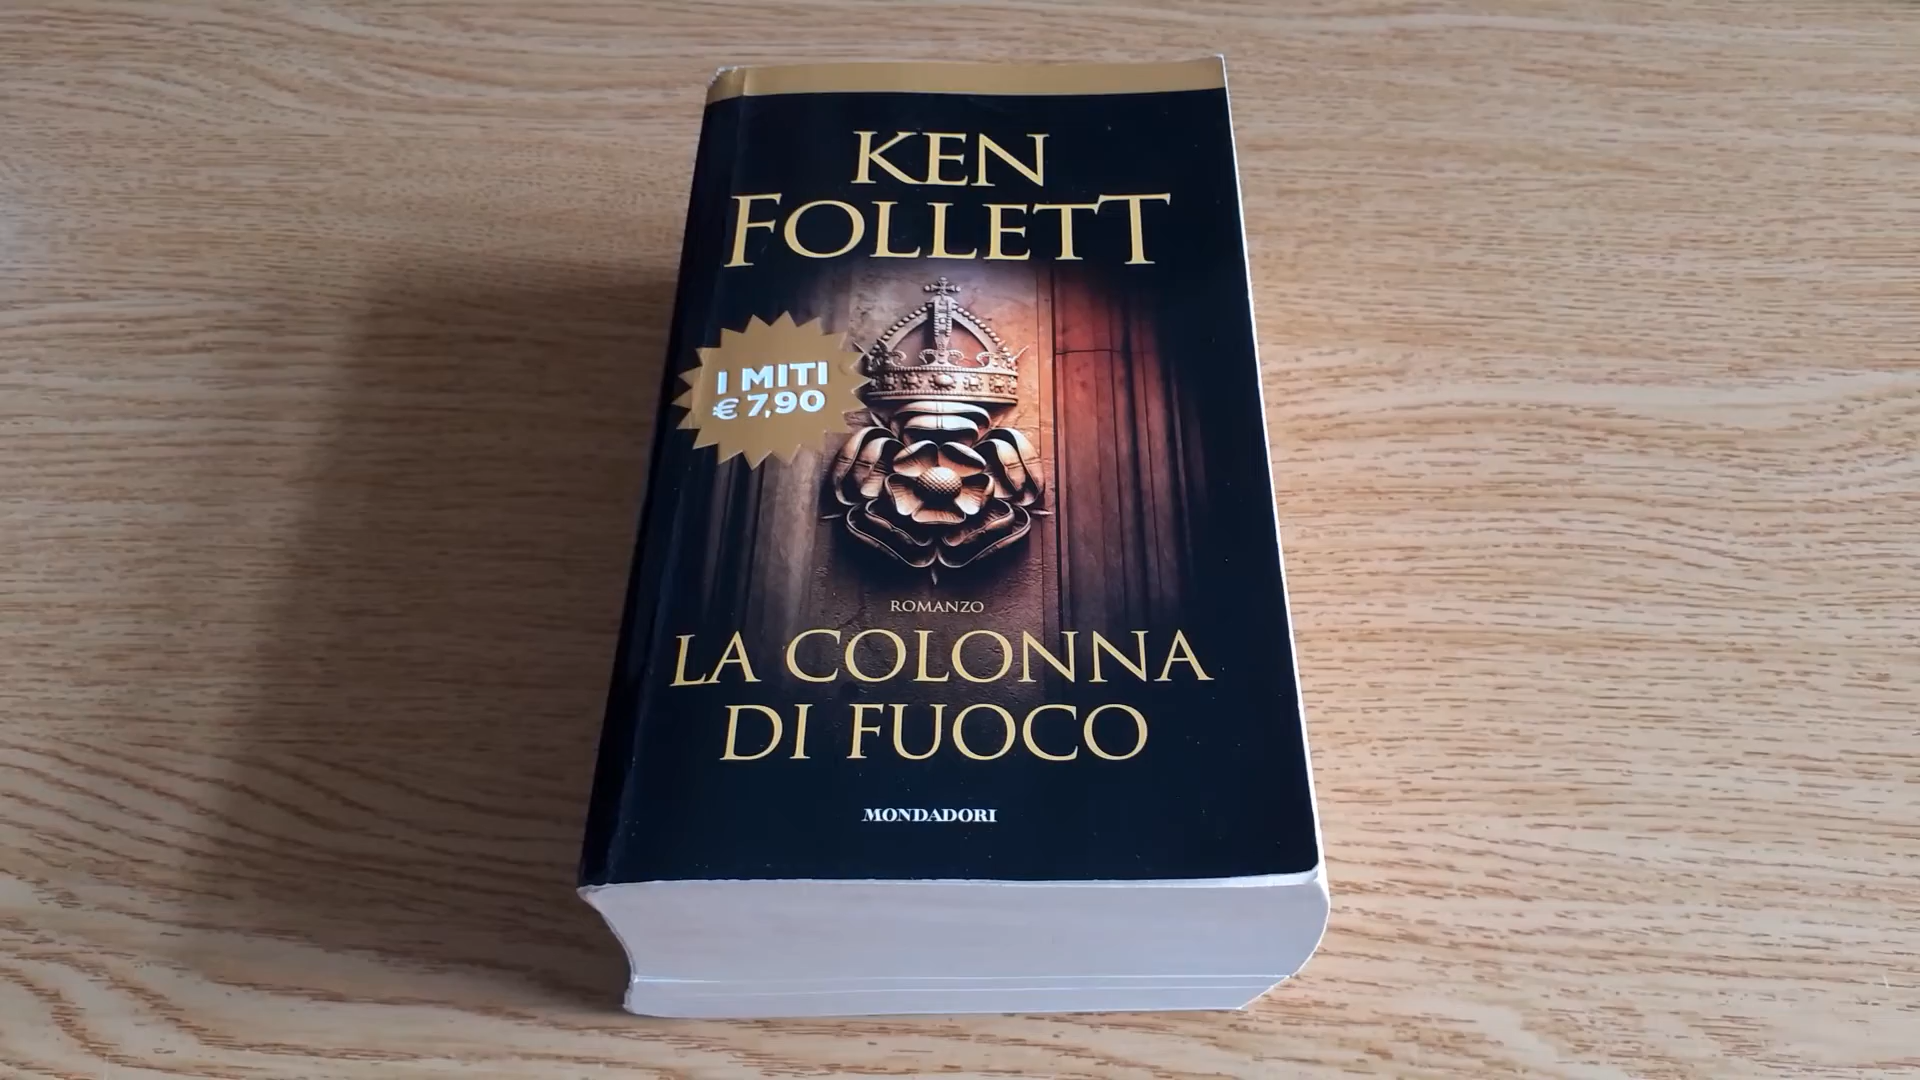 KEN
FOLLETT
I MITI
€ 7,90
ROMANZO
LA COLONNA
DI FUOCO
MONDADORI